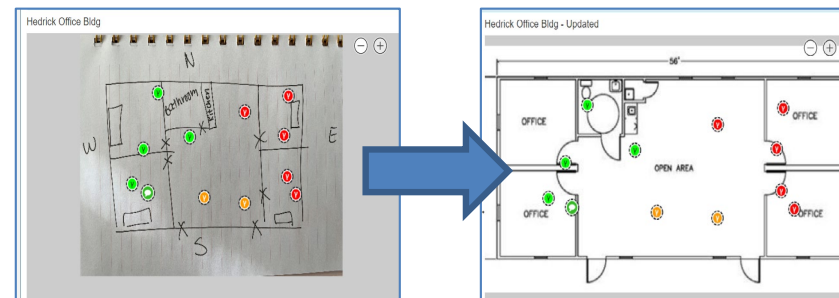 Hedrick Office Bldg
N
Bathroom
Kitchen
W
E
S
Hedrick Office Bldg - Updated
56'
OFFICE
OFFICE
OPEN AREA
OFFICE
OFFICE